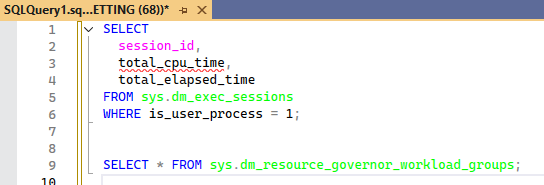 SQLQuery1.sq...ETTING (68))*
1 SELECT
2 session_id,
3 total_cpu_time,
4 total_elapsed_time
5 FROM sys.dm_exec_sessions
6 WHERE is_user_process = 1;
7
8
9 SELECT * FROM sys.dm_resource_governor_workload_groups;
10